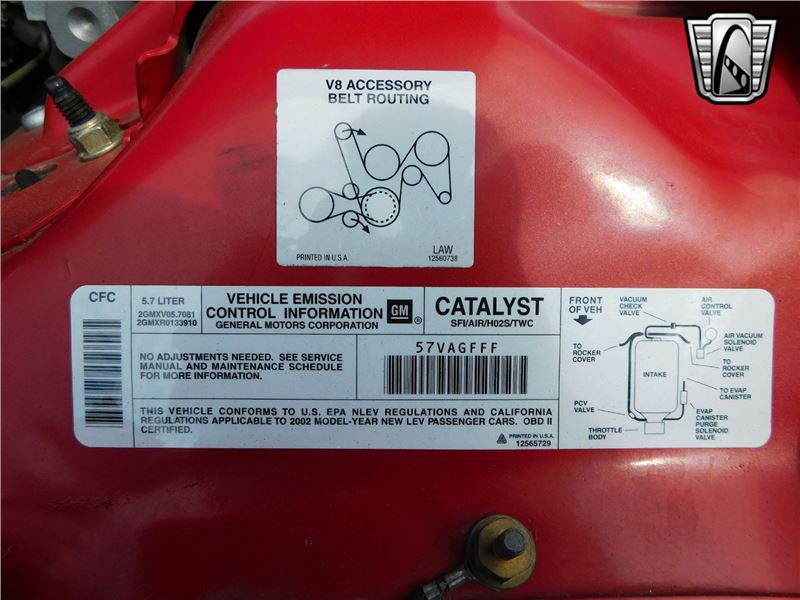 V8 ACCESSORY
BELT ROUTING
PRINTED IN U.S.A.
LAW
12560738
CFC
5.7 LITER
2GMXV05.7081
2GMXR0133910
VEHICLE EMISSION
CONTROL INFORMATION
GENERAL MOTORS CORPORATION
GM
®
CATALYST
SFI/AIR/HO2S/TWC
NO ADJUSTMENTS NEEDED. SEE SERVICE
MANUAL AND MAINTENANCE SCHEDULE
FOR MORE INFORMATION.
57VAGFFF
THIS VEHICLE CONFORMS TO U.S. EPA NLEV REGULATIONS AND CALIFORNIA
REGULATIONS APPLICABLE TO 2002 MODEL-YEAR NEW LEV PASSENGER CARS. OBD II
CERTIFIED.
PRINTED IN U.S.A.
12565729
FRONT
OF VEH
VACUUM
CHECK
VALVE
AIR
CONTROL
VALVE
TO
ROCKER
COVER
AIR VACUUM
SOLENOID
VALVE
INTAKE
TO
ROCKER
COVER
TO EVAP
CANISTER
PCV
VALVE
THROTTLE
BODY
EVAP
CANISTER
PURGE
SOLENOID
VALVE